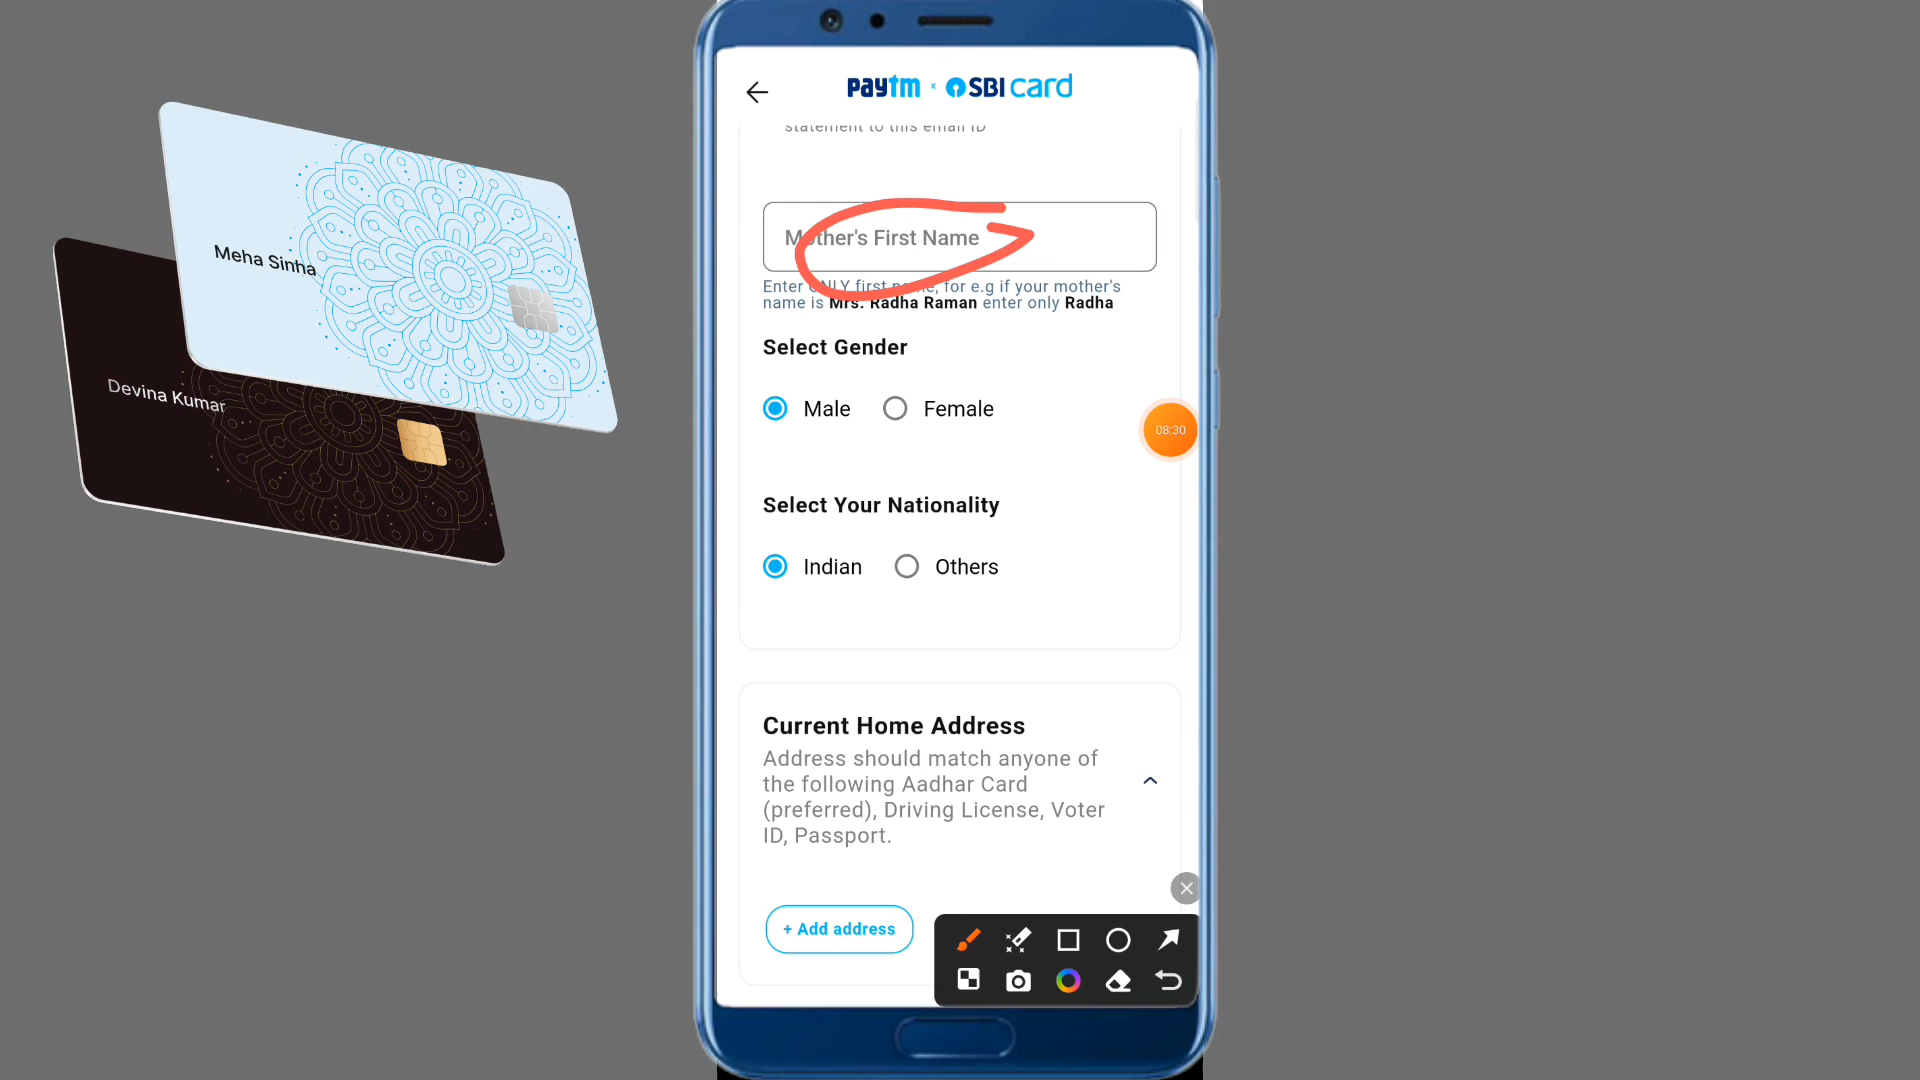 Meha Sinha
Devina Kumar
paytm x SBI card
statement to this email ID
Mother's First Name
Enter ONLY first name, for e.g if your mother's
name is Mrs. Radha Raman enter only Radha
Select Gender
Male Female
08:30
Select Your Nationality
Indian Others
Current Home Address
Address should match anyone of
the following Aadhar Card
(preferred), Driving License, Voter
ID, Passport.
+ Add address